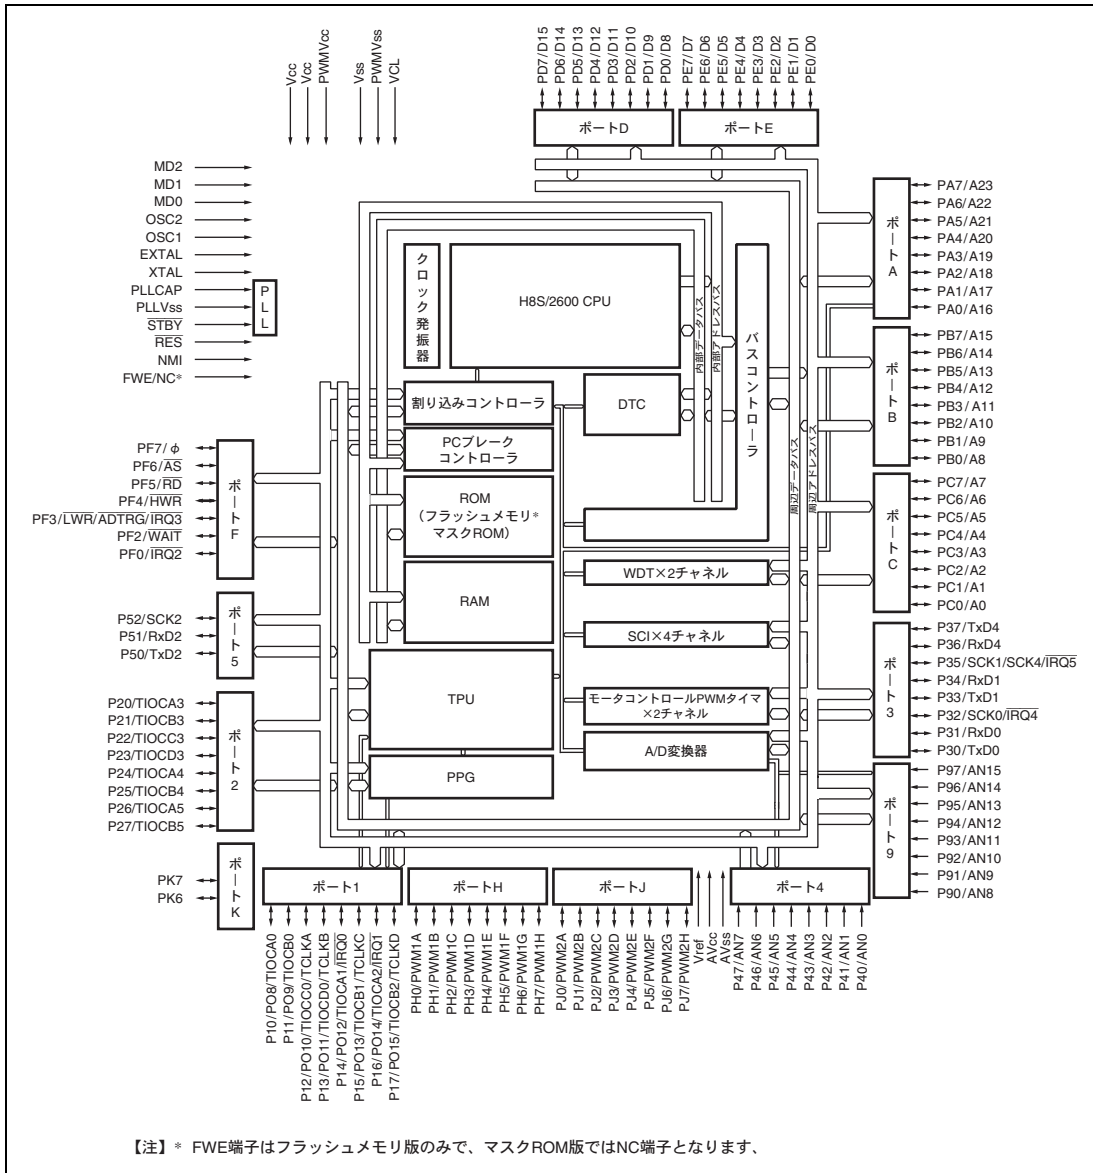 Vcc
Vcc
PWMVcc
Vss
PWMVss
VCL
PD7/D15
PD6/D14
PD5/D13
PD4/D12
PD3/D11
PD2/D10
PD1/D9
PD0/D8
PE7/D7
PE6/D6
PE5/D5
PE4/D4
PE3/D3
PE2/D2
PE1/D1
PE0/D0
ポートD
ポートE
MD2
MD1
MD0
OSC2
OSC1
EXTAL
XTAL
PLLCAP
PLLVss
STBY
RES
NMI
FWE/NC*
PLL
クロック発振器
H8S/2600 CPU
内部データバス
内部アドレスバス
バスコントローラ
割り込みコントローラ
DTC
PCブレーク
コントローラ
ROM
(フラッシュメモリ*
マスクROM)
RAM
周辺データバス
周辺アドレスバス
WDT×2チャネル
SCI×4チャネル
モータコントロールPWMタイマ
×2チャネル
A/D変換器
TPU
PPG
ポートA
PA7/A23
PA6/A22
PA5/A21
PA4/A20
PA3/A19
PA2/A18
PA1/A17
PA0/A16
ポートB
PB7/A15
PB6/A14
PB5/A13
PB4/A12
PB3/A11
PB2/A10
PB1/A9
PB0/A8
ポートC
PC7/A7
PC6/A6
PC5/A5
PC4/A4
PC3/A3
PC2/A2
PC1/A1
PC0/A0
ポート3
P37/TxD4
P36/RxD4
P35/SCK1/SCK4/IRQ5
P34/RxD1
P33/TxD1
P32/SCK0/IRQ4
P31/RxD0
P30/TxD0
ポート9
P97/AN15
P96/AN14
P95/AN13
P94/AN12
P93/AN11
P92/AN10
P91/AN9
P90/AN8
PF7/φ
PF6/AS
PF5/RD
PF4/HWR
PF3/LWR/ADTRG/IRQ3
PF2/WAIT
PF0/IRQ2
ポートF
P52/SCK2
P51/RxD2
P50/TxD2
ポート5
P20/TIOCA3
P21/TIOCB3
P22/TIOCC3
P23/TIOCD3
P24/TIOCA4
P25/TIOCB4
P26/TIOCA5
P27/TIOCB5
ポート2
PK7
PK6
ポートK
ポート1
ポートH
ポートJ
ポート4
P10/PO8/TIOCA0
P11/PO9/TIOCB0
P12/PO10/TIOCC0/TCLKA
P13/PO11/TIOCD0/TCLKB
P14/PO12/TIOCA1/IRQ0
P15/PO13/TIOCB1/TCLKC
P16/PO14/TIOCA2/IRQ1
P17/PO15/TIOCB2/TCLKD
PH0/PWM1A
PH1/PWM1B
PH2/PWM1C
PH3/PWM1D
PH4/PWM1E
PH5/PWM1F
PH6/PWM1G
PH7/PWM1H
PJ0/PWM2A
PJ1/PWM2B
PJ2/PWM2C
PJ3/PWM2D
PJ4/PWM2E
PJ5/PWM2F
PJ6/PWM2G
PJ7/PWM2H
Vref
AVcc
AVss
P47/AN7
P46/AN6
P45/AN5
P44/AN4
P43/AN3
P42/AN2
P41/AN1
P40/AN0
【注】* FWE端子はフラッシュメモリ版のみで、マスクROM版ではNC端子となります、